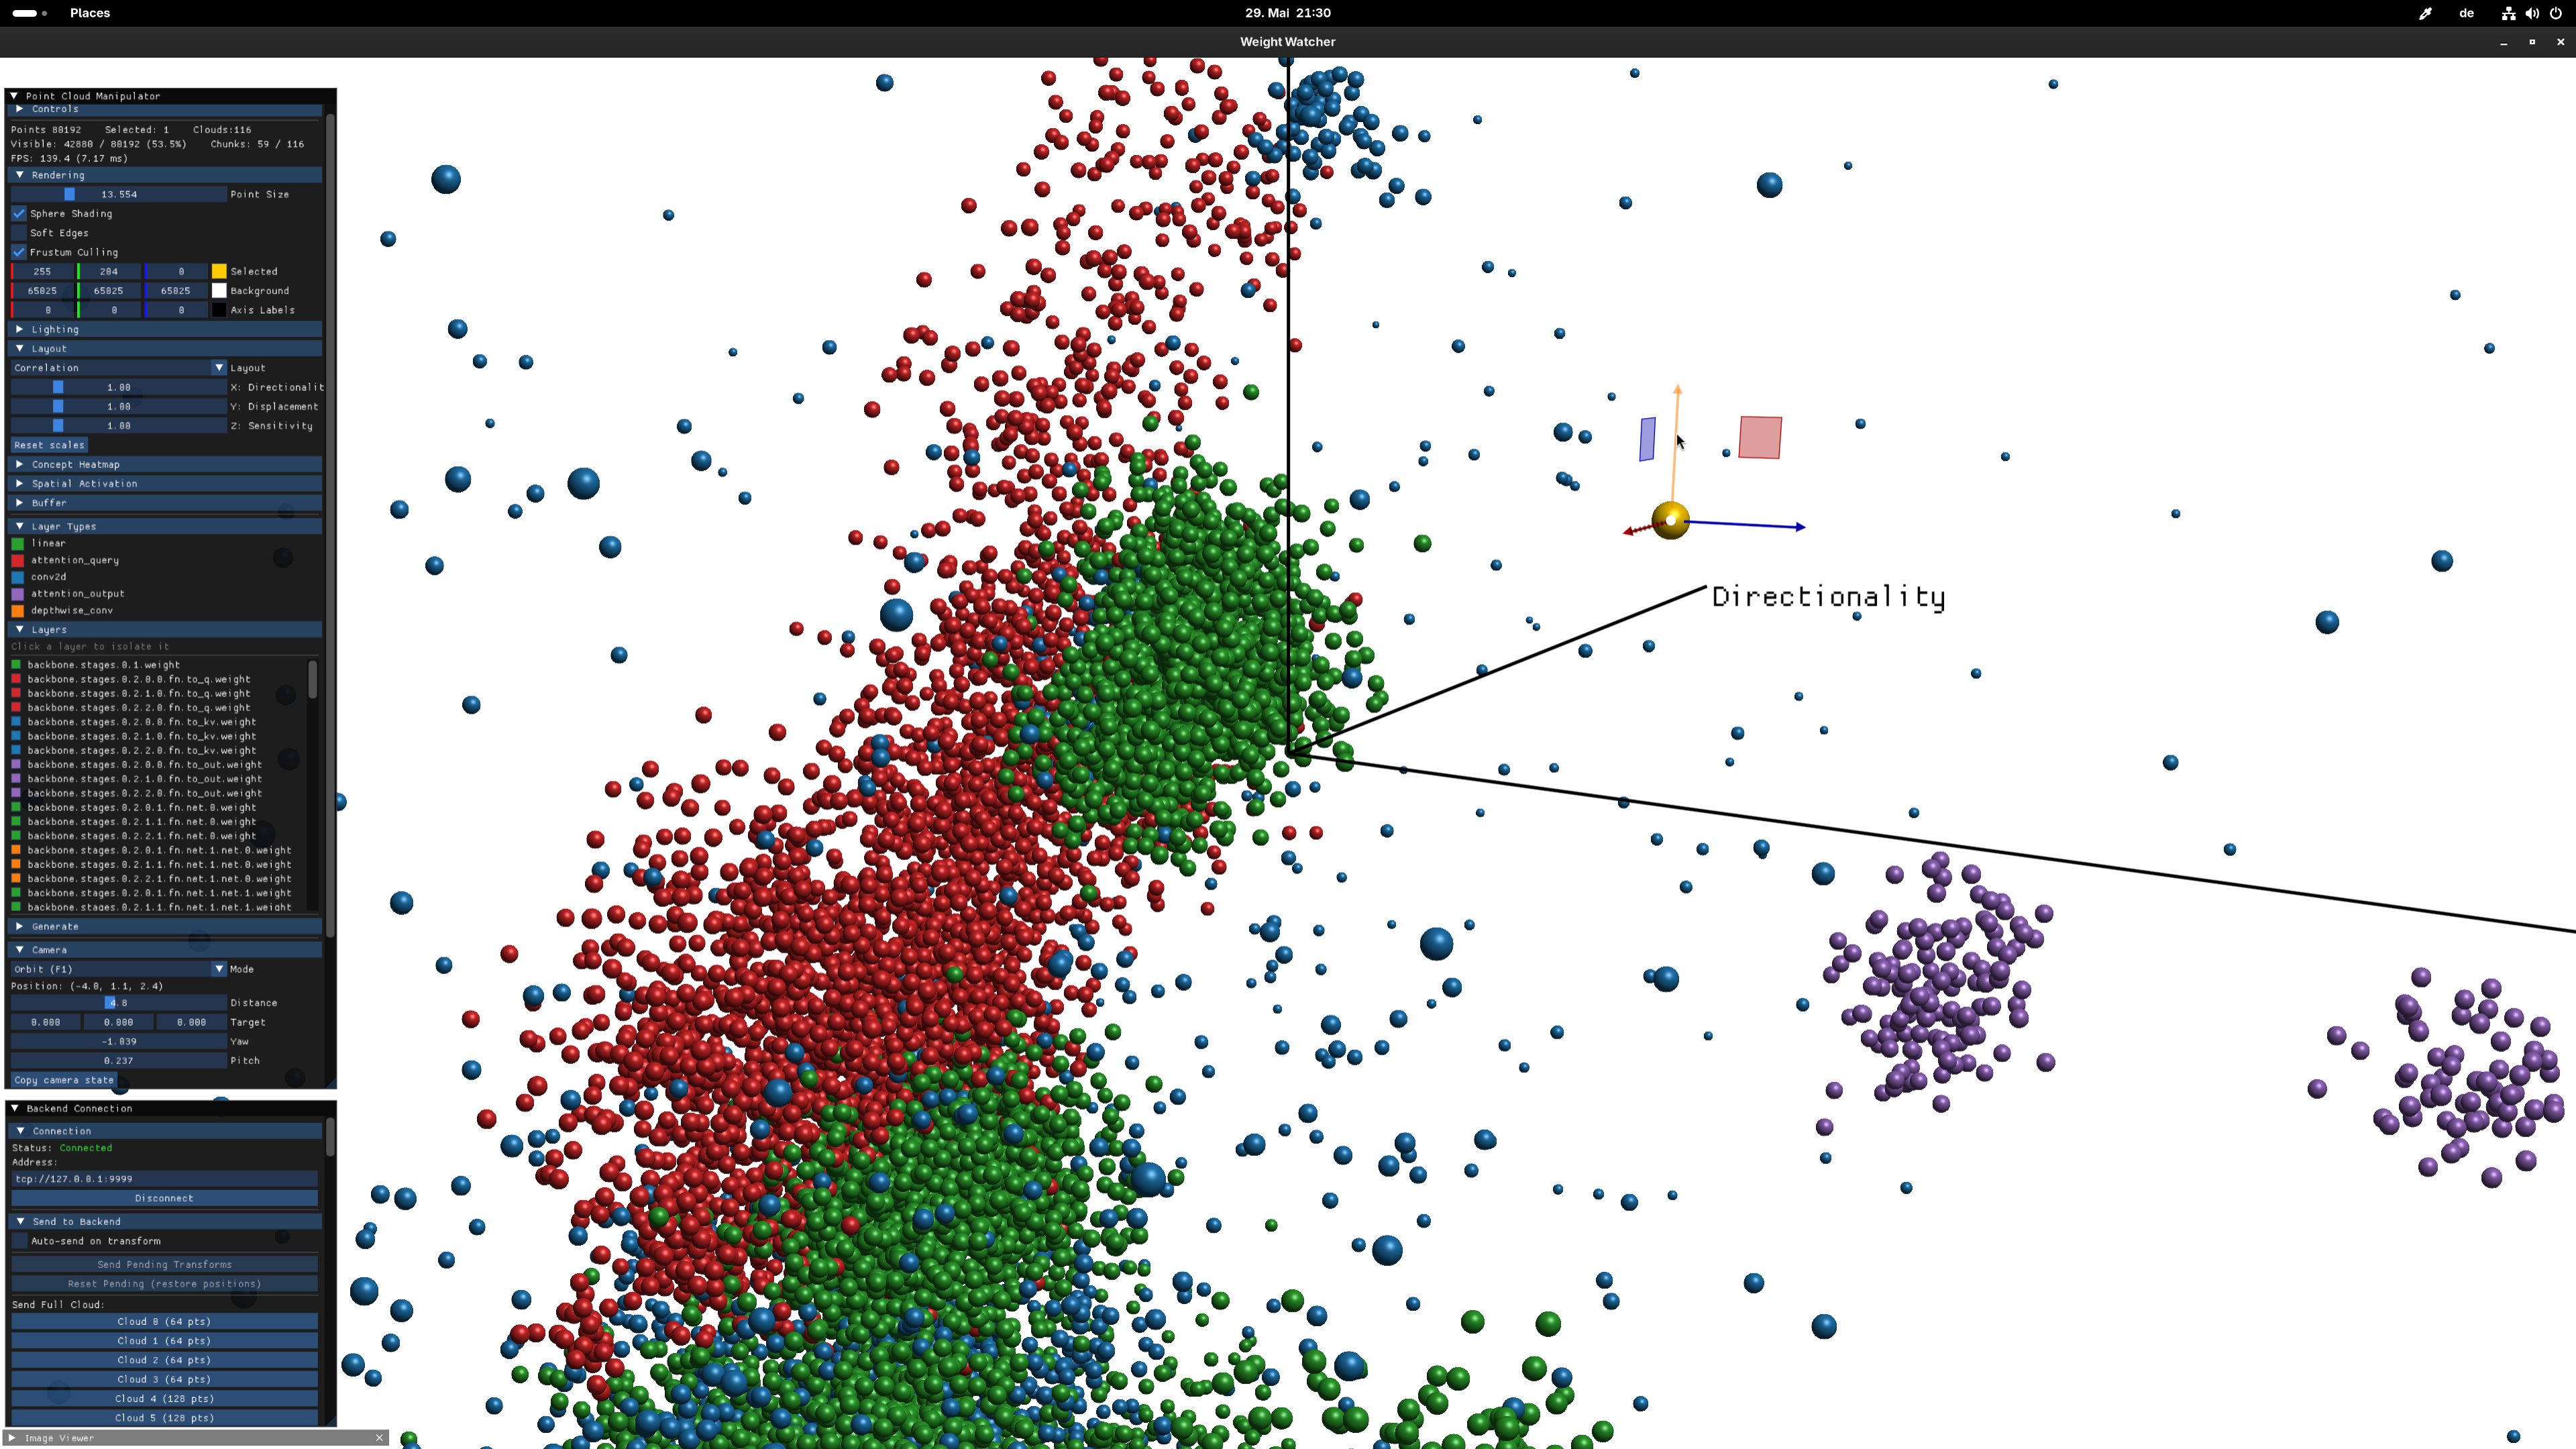 Places
29. Mai 21:30
de
Weight Watcher
Point Cloud Manipulator
Controls
Points 80192 Selected: 1 Clouds:116
Visible: 42880 / 80192 (53.5%) Chunks: 59 / 116
FPS: 139.4 (7.17 ms)
Rendering
13.554 Point Size
Sphere Shading
Soft Edges
Frustum Culling
255 204 0 Selected
65025 65025 65025 Background
0 0 0 Axis Labels
Lighting
Layout
Correlation Layout
1.00 X: Directionalit
1.00 Y: Displacement
1.00 Z: Sensitivity
Reset scales
Concept Heatmap
Spatial Activation
Buffer
Layer Types
linear
attention_query
conv2d
attention_output
depthwise_conv
Layers
Click a layer to isolate it
backbone.stages.0.1.weight
backbone.stages.0.2.0.0.fn.to_q.weight
backbone.stages.0.2.1.0.fn.to_q.weight
backbone.stages.0.2.2.0.fn.to_q.weight
backbone.stages.0.2.0.0.fn.to_kv.weight
backbone.stages.0.2.1.0.fn.to_kv.weight
backbone.stages.0.2.2.0.fn.to_kv.weight
backbone.stages.0.2.0.0.fn.to_out.weight
backbone.stages.0.2.1.0.fn.to_out.weight
backbone.stages.0.2.2.0.fn.to_out.weight
backbone.stages.0.2.0.1.fn.net.0.weight
backbone.stages.0.2.1.1.fn.net.0.weight
backbone.stages.0.2.2.1.fn.net.0.weight
backbone.stages.0.2.0.1.fn.net.1.net.0.weight
backbone.stages.0.2.1.1.fn.net.1.net.0.weight
backbone.stages.0.2.2.1.fn.net.1.net.0.weight
backbone.stages.0.2.0.1.fn.net.1.net.1.weight
backbone.stages.0.2.1.1.fn.net.1.net.1.weight
Generate
Camera
Orbit (F1) Mode
Position: (-4.0, 1.1, 2.4)
4.8 Distance
0.000 0.000 0.000 Target
-1.039 Yaw
0.237 Pitch
Copy camera state
Backend Connection
Connection
Status: Connected
Address:
tcp://127.0.0.1:9999
Disconnect
Send to Backend
Auto-send on transform
Send Pending Transforms
Reset Pending (restore positions)
Send Full Cloud:
Cloud 0 (64 pts)
Cloud 1 (64 pts)
Cloud 2 (64 pts)
Cloud 3 (64 pts)
Cloud 4 (128 pts)
Cloud 5 (128 pts)
Image Viewer
Directionality